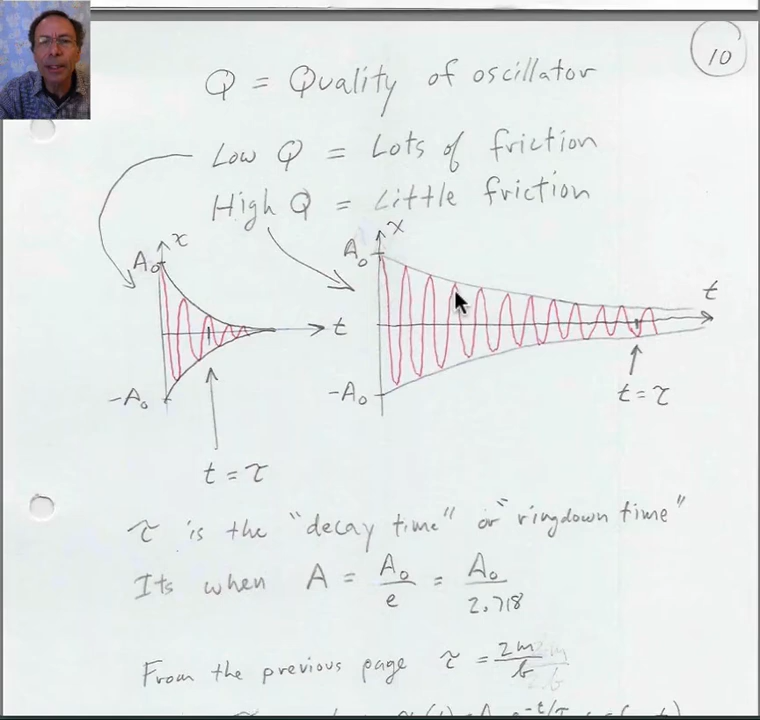 10
Q = Quality of oscillator
Low Q = Lots of friction
High Q = Little friction
A₀ x
-A₀
t
t = τ
A₀ x
-A₀
t
t = τ
τ is the "decay time" or "ringdown time"
Its when A = A₀/e = A₀/2.718
From the previous page τ = 2m/b